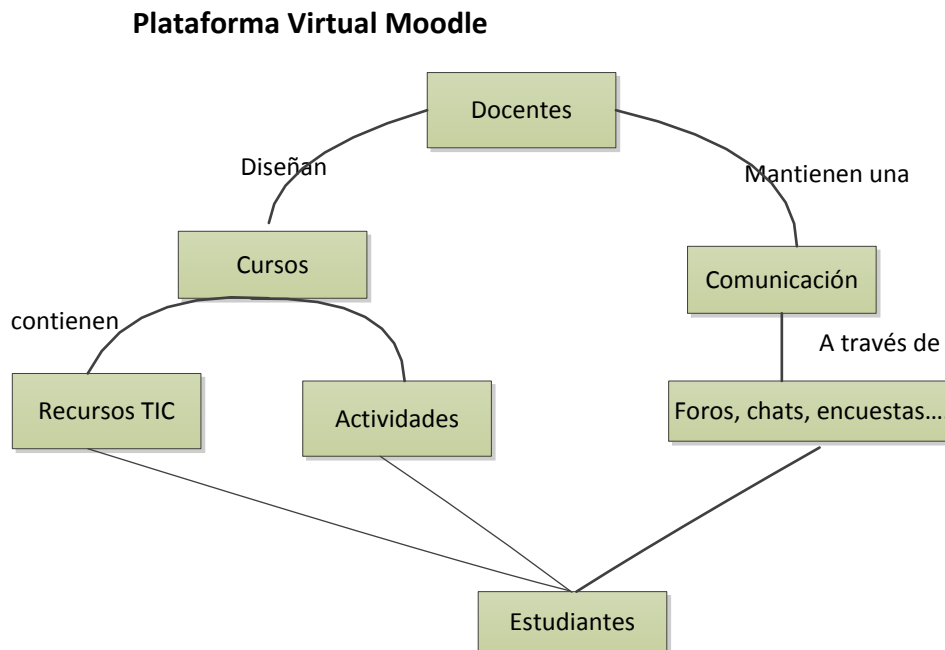 Plataforma Virtual Moodle
Docentes
Diseñan
Mantienen una
Cursos
Comunicación
contienen
A través de
Recursos TIC
Actividades
Foros, chats, encuestas....
Estudiantes